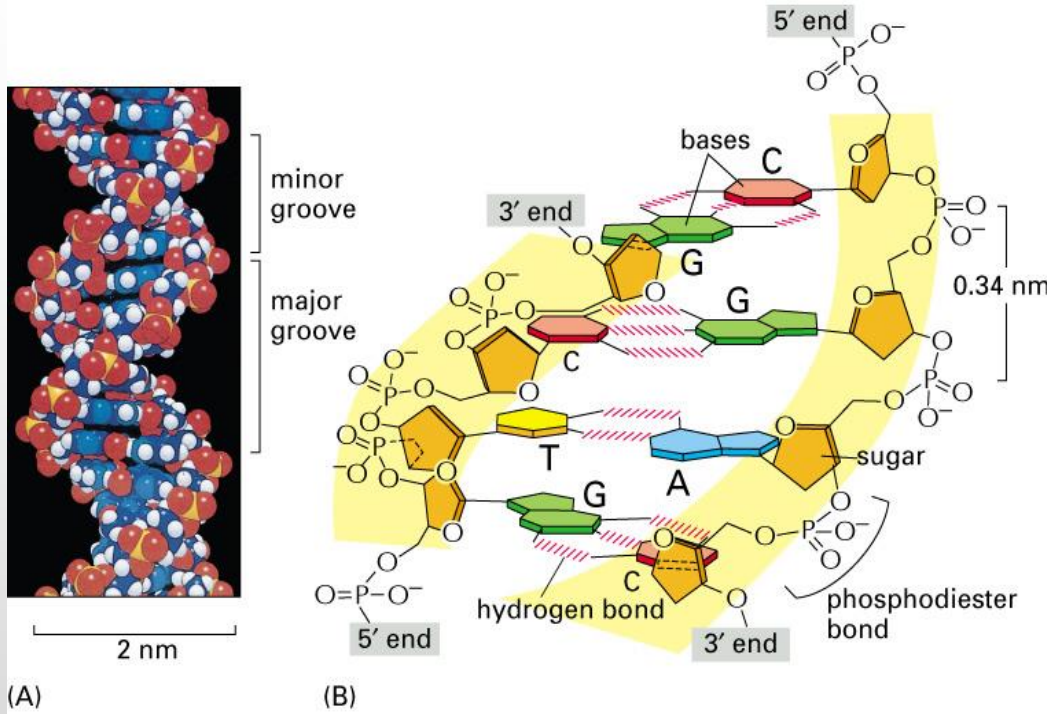 minor
groove
major
groove
2 nm
(A)
5′ end
O⁻
P
O
O
bases
C
3′ end
O
O
G
O
O
P
O⁻
O
O⁻
P
O
O
0.34 nm
G
C
O
O
O
O⁻
P
O
O
O
P
O
O⁻
O
O
P
O⁻
O
T
A
O
sugar
G
O
O
O
O
P
O⁻
O
O
C
O
O=P–O⁻
hydrogen bond
O
phosphodiester
bond
5′ end
3′ end
(B)